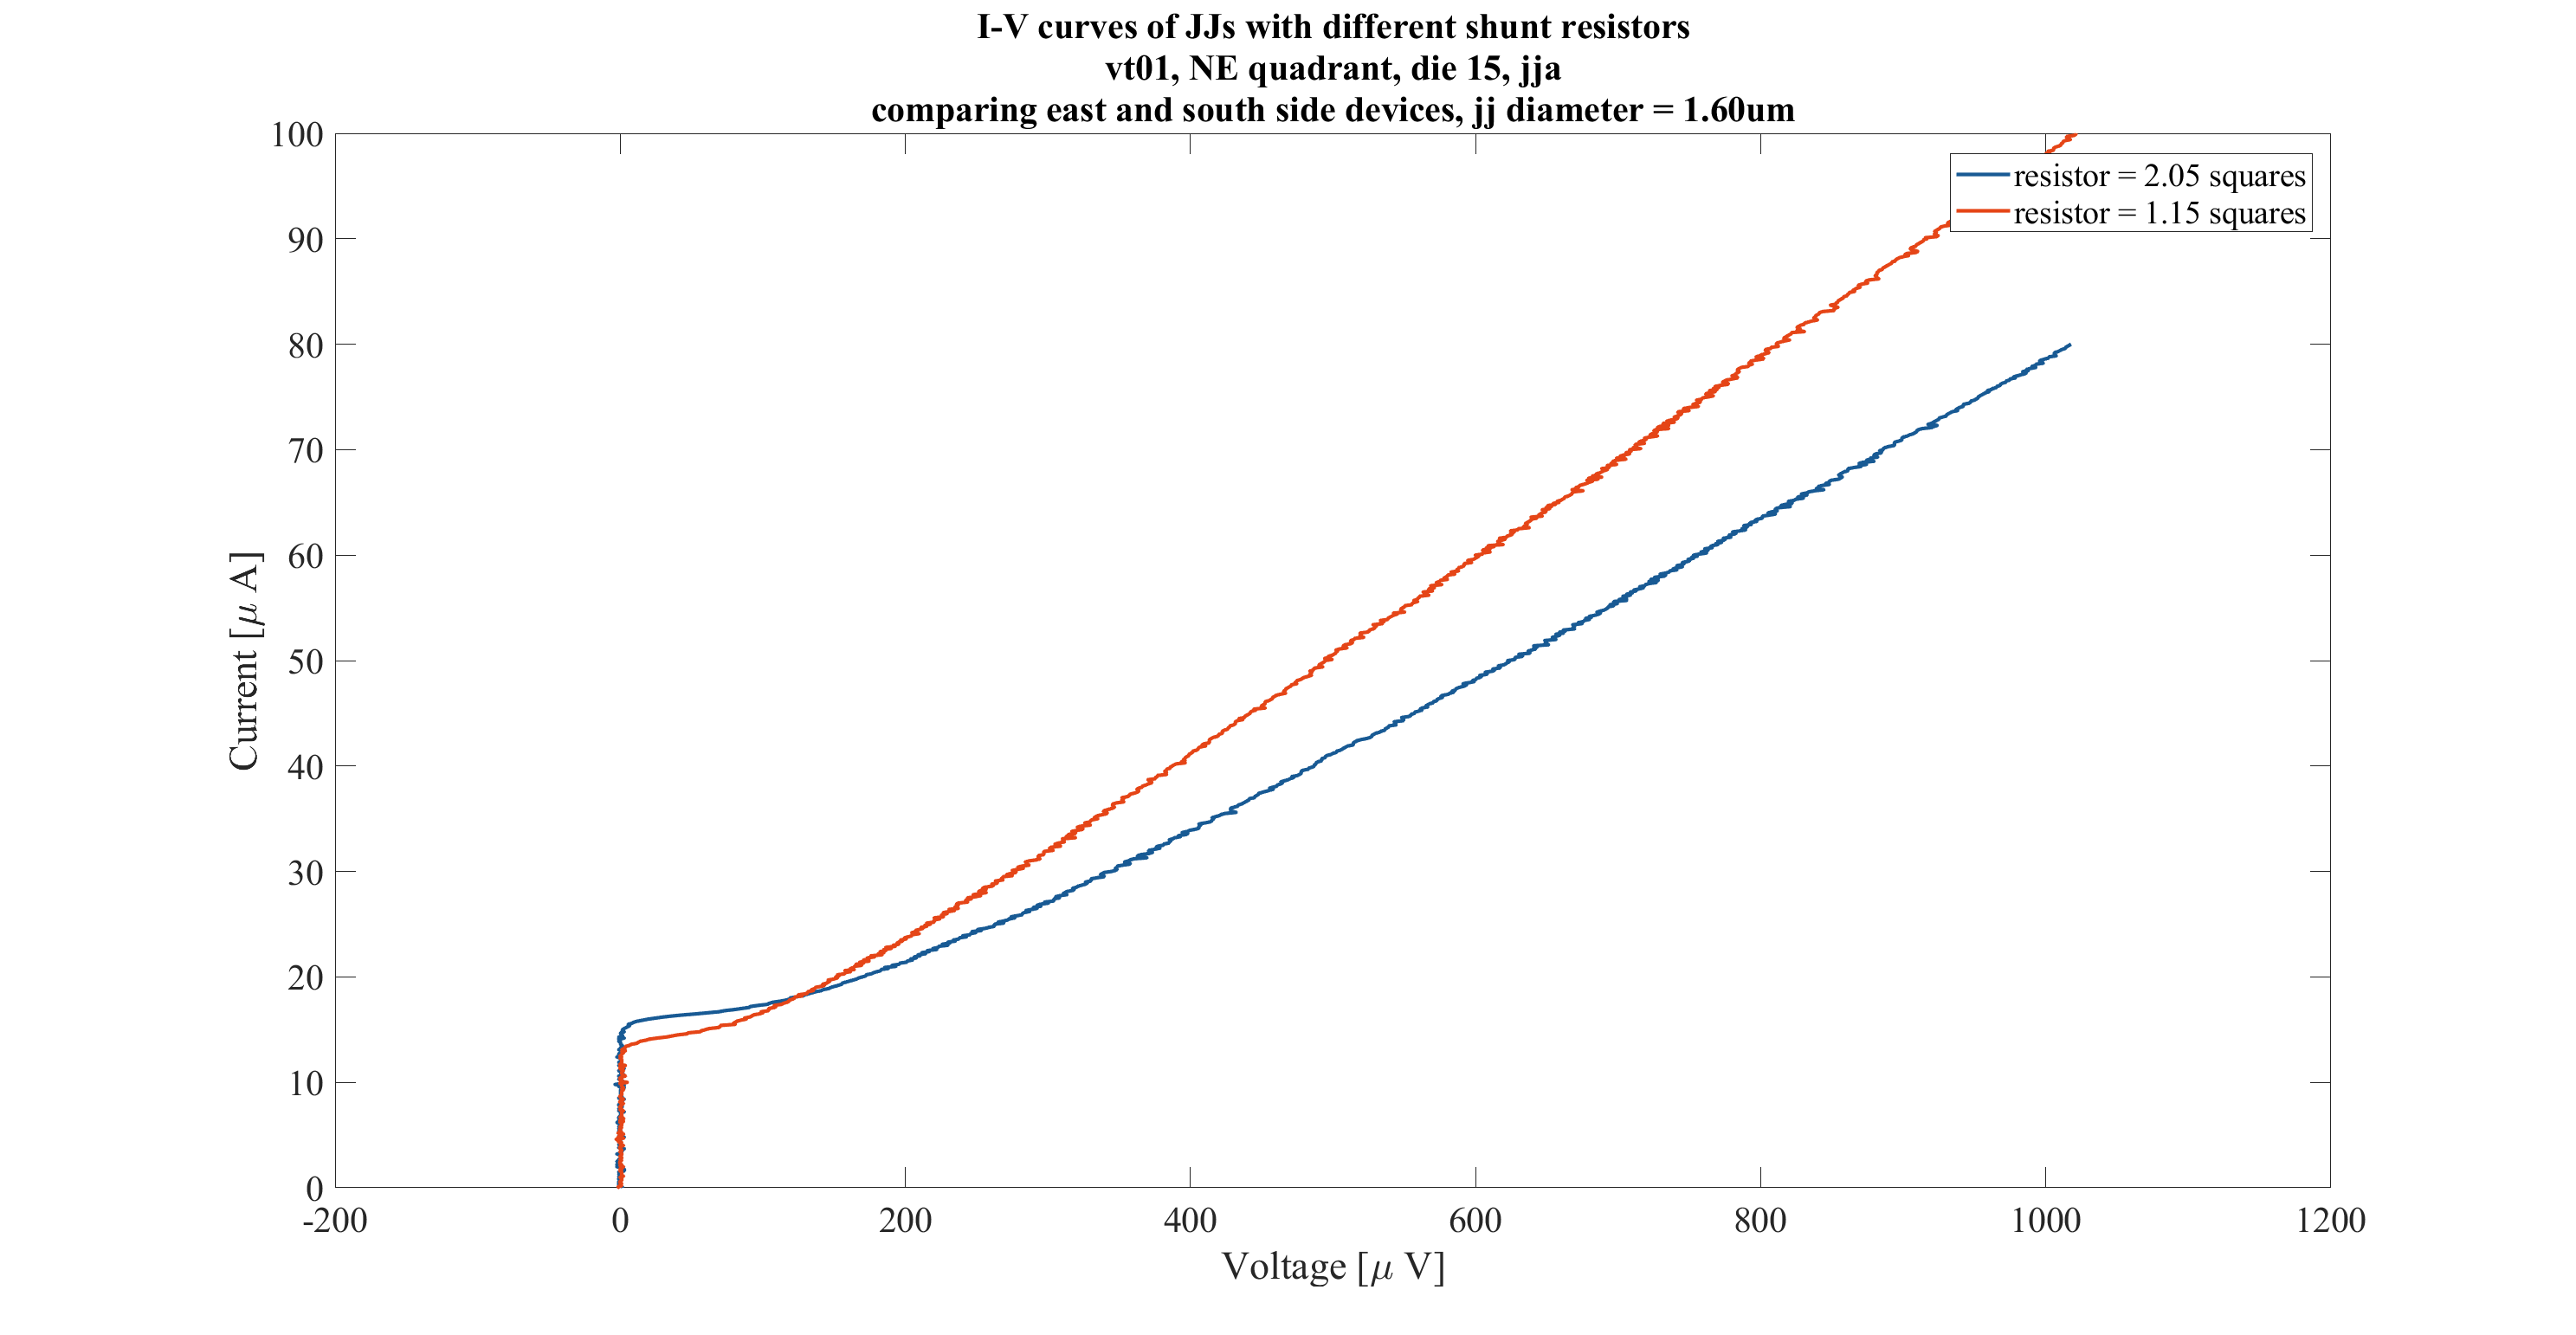 I-V curves of JJs with different shunt resistors
vt01, NE quadrant, die 15, jja
comparing east and south side devices, jj diameter = 1.60um
100
90
80
70
60
50
40
30
20
10
0
Current [μ A]
resistor = 2.05 squares
resistor = 1.15 squares
-200 0 200 400 600 800 1000 1200
Voltage [μ V]